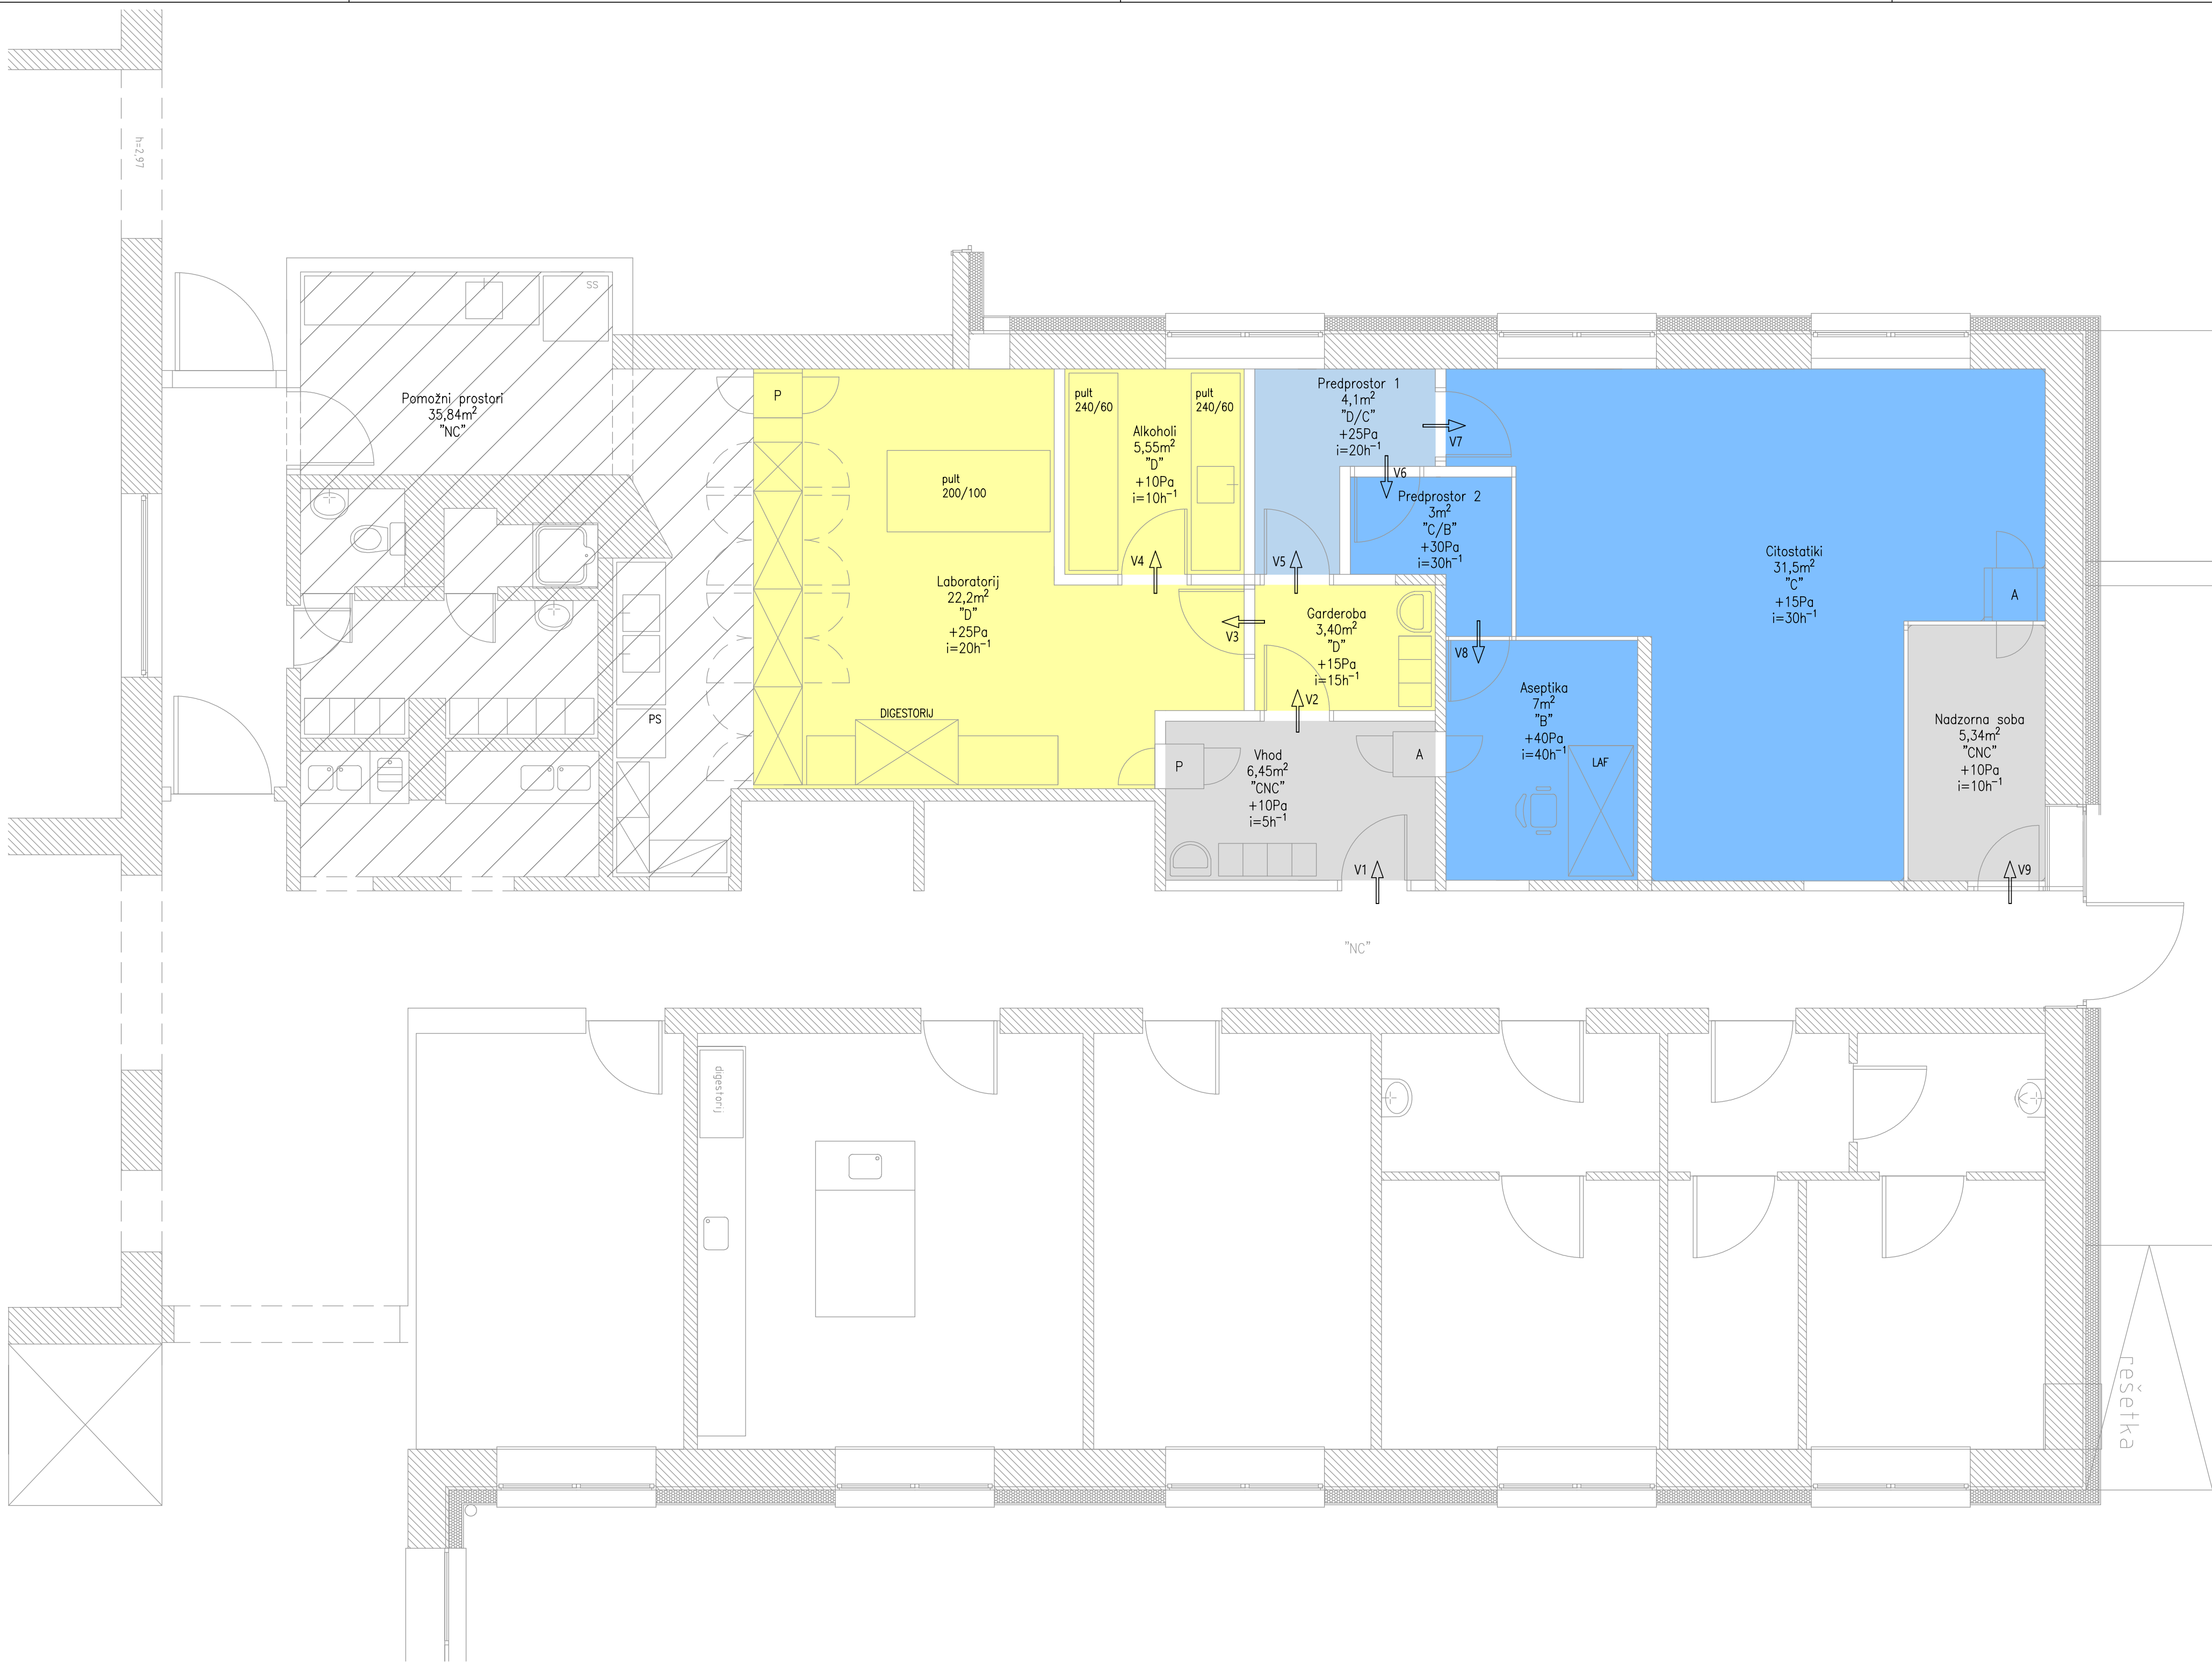 h=2,97
SS
Pomožni prostori
35,84m²
"NC"
PS
P
pult
200/100
Laboratorij
22,2m²
"D"
+25Pa
i=20h⁻¹
DIGESTORIJ
pult
240/60
pult
240/60
Alkoholi
5,55m²
"D"
+10Pa
i=10h⁻¹
V4
Predprostor 1
4,1m²
"D/C"
+25Pa
i=20h⁻¹
V7
V6
V5
Predprostor 2
3m²
"C/B"
+30Pa
i=30h⁻¹
V3
Garderoba
3,40m²
"D"
+15Pa
i=15h⁻¹
V2
V8
Citostatiki
31,5m²
"C"
+15Pa
i=30h⁻¹
A
Aseptika
7m²
"B"
+40Pa
i=40h⁻¹
LAF
P
Vhod
6,45m²
"CNC"
+10Pa
i=5h⁻¹
A
V1
Nadzorna soba
5,34m²
"CNC"
+10Pa
i=10h⁻¹
V9
"NC"
digestorij
rešetka